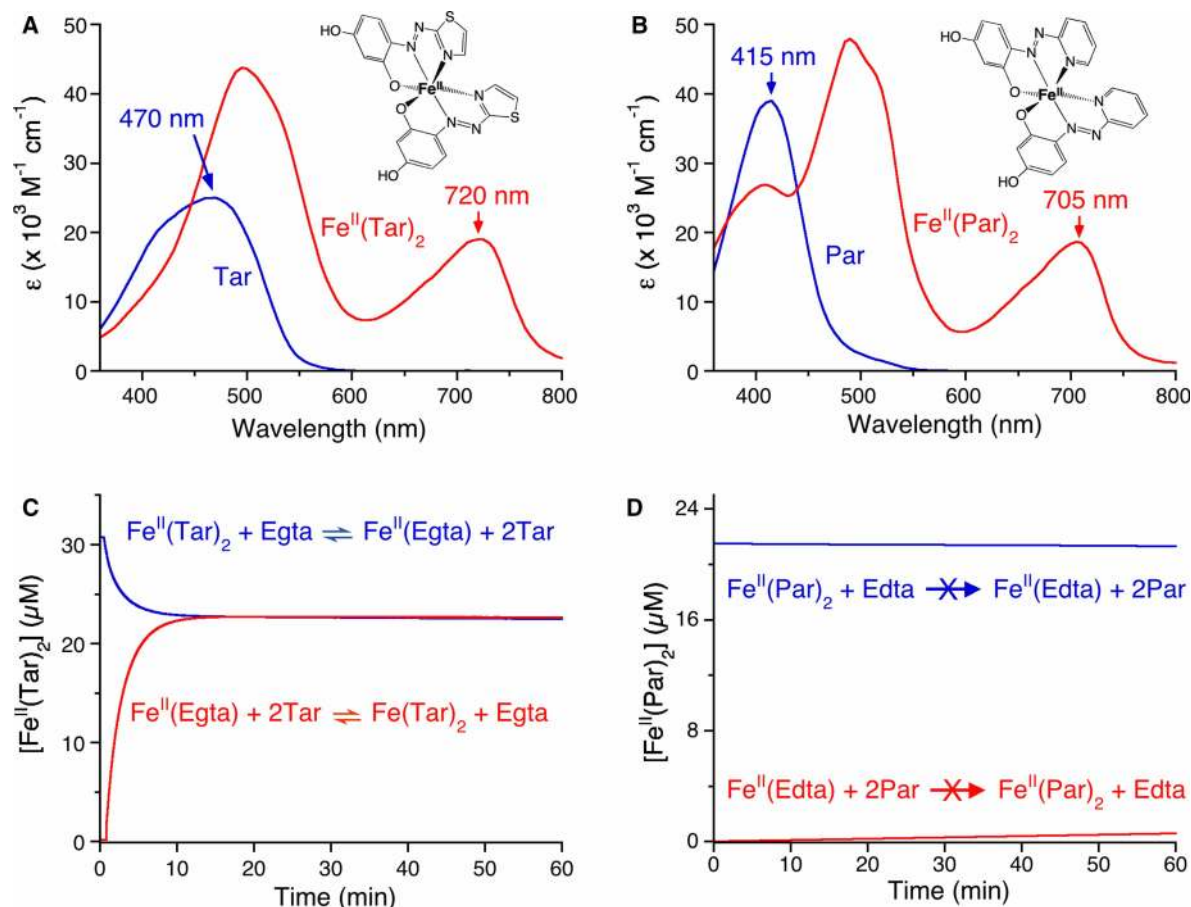 A
ε (x 10³ M⁻¹ cm⁻¹)
50
40
30
20
10
0
470 nm
720 nm
Fe^II(Tar)₂
Tar
HO
N
N
S
N
O
Fe^II
O
N
N
N
S
HO
400
500
600
700
800
Wavelength (nm)
B
ε (x 10³ M⁻¹ cm⁻¹)
50
40
30
20
10
0
415 nm
705 nm
Fe^II(Par)₂
Par
HO
N
N
N
O
Fe^II
O
N
N
N
HO
400
500
600
700
800
Wavelength (nm)
C
[Fe^II(Tar)₂] (µM)
30
20
10
0
Fe^II(Tar)₂ + Egta ⇌ Fe^II(Egta) + 2Tar
Fe^II(Egta) + 2Tar ⇌ Fe(Tar)₂ + Egta
0
10
20
30
40
50
60
Time (min)
D
[Fe^II(Par)₂] (µM)
24
16
8
0
Fe^II(Par)₂ + Edta ✕→ Fe^II(Edta) + 2Par
Fe^II(Edta) + 2Par ✕→ Fe^II(Par)₂ + Edta
0
10
20
30
40
50
60
Time (min)